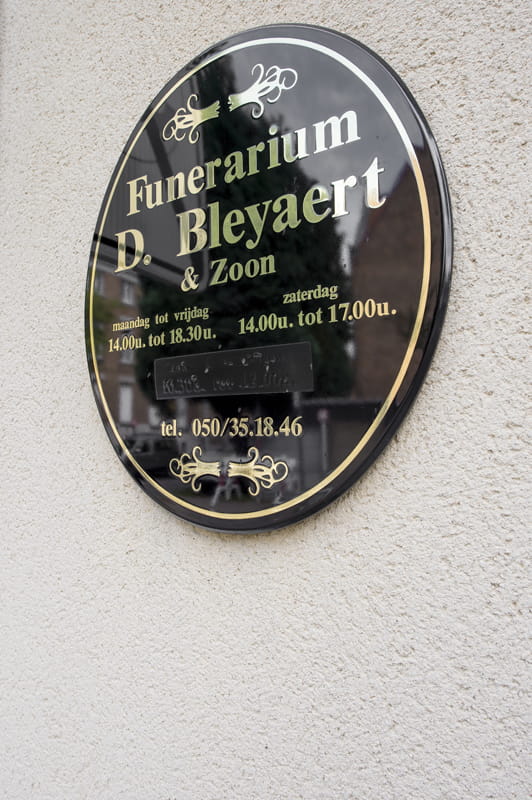 Funerarium
D. Bleyaert
& Zoon
maandag tot vrijdag
14.00u. tot 18.30u.
zaterdag
14.00u. tot 17.00u.
tel. 050/35.18.46